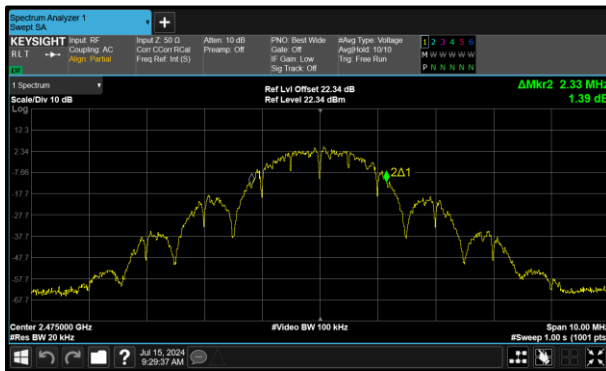 Spectrum Analyzer 1
Swept SA
KEYSIGHT Input: RF Input Z: 50 Ω Atten: 10 dB PNO: Best Wide #Avg Type: Voltage 1 2 3 4 5 6
RLT Coupling: AC Corr CCorr RCal Preamp: Off Gate: Off Avg|Hold: 10/10 M W W W W W
Align: Partial Freq Ref: Int (S) IF Gain: Low Trig: Free Run P N N N N N
Sig Track: Off
1 Spectrum Ref Lvl Offset 22.34 dB ΔMkr2 2.33 MHz
Scale/Div 10 dB Ref Level 22.34 dBm 1.39 dB
Log
12.3
2.34
-7.66
2Δ1
-17.7
-27.7
-37.7
-47.7
-57.7
-67.7
Center 2.475000 GHz #Video BW 100 kHz Span 10.00 MHz
#Res BW 20 kHz #Sweep 1.00 s (1001 pts)
? Jul 15, 2024
9:29:37 AM